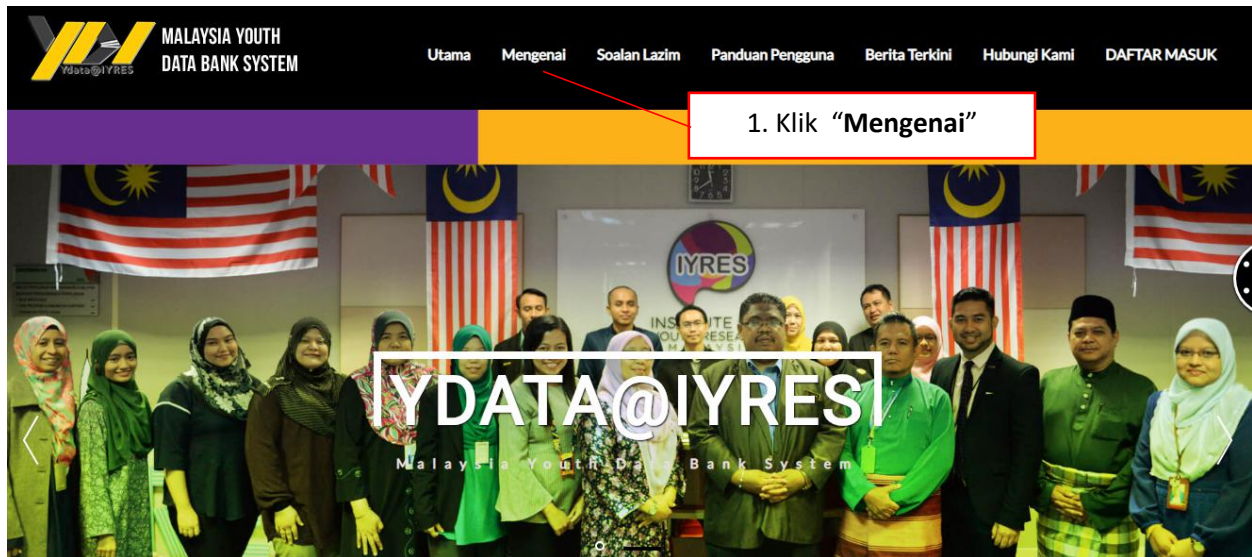 MALAYSIA YOUTH
DATA BANK SYSTEM
Ydata@IYRES
Utama Mengenai Soalan Lazim Panduan Pengguna Berita Terkini Hubungi Kami DAFTAR MASUK
1. Klik “Mengenai”
IYRES
YDATA@IYRES
Malaysia Youth Data Bank System